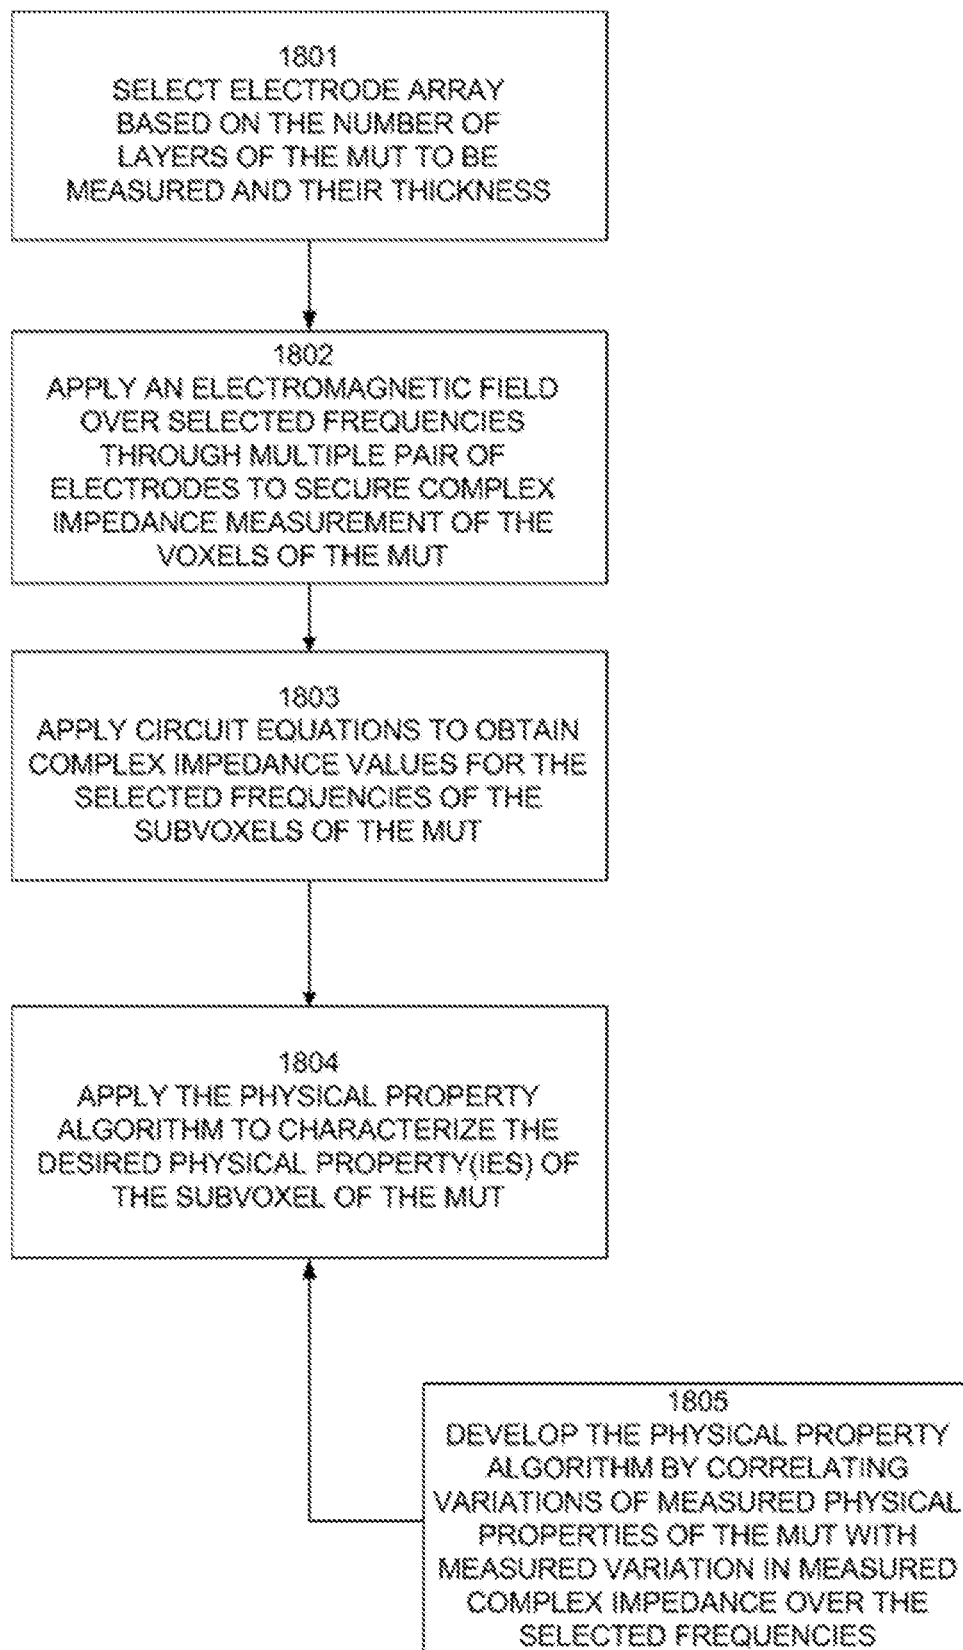 1801
SELECT ELECTRODE ARRAY
BASED ON THE NUMBER OF
LAYERS OF THE MUT TO BE
MEASURED AND THEIR THICKNESS
1802
APPLY AN ELECTROMAGNETIC FIELD
OVER SELECTED FREQUENCIES
THROUGH MULTIPLE PAIR OF
ELECTRODES TO SECURE COMPLEX
IMPEDANCE MEASUREMENT OF THE
VOXELS OF THE MUT
1803
APPLY CIRCUIT EQUATIONS TO OBTAIN
COMPLEX IMPEDANCE VALUES FOR THE
SELECTED FREQUENCIES OF THE
SUBVOXELS OF THE MUT
1804
APPLY THE PHYSICAL PROPERTY
ALGORITHM TO CHARACTERIZE THE
DESIRED PHYSICAL PROPERTY(IES) OF
THE SUBVOXEL OF THE MUT
1805
DEVELOP THE PHYSICAL PROPERTY
ALGORITHM BY CORRELATING
VARIATIONS OF MEASURED PHYSICAL
PROPERTIES OF THE MUT WITH
MEASURED VARIATION IN MEASURED
COMPLEX IMPEDANCE OVER THE
SELECTED FREQUENCIES